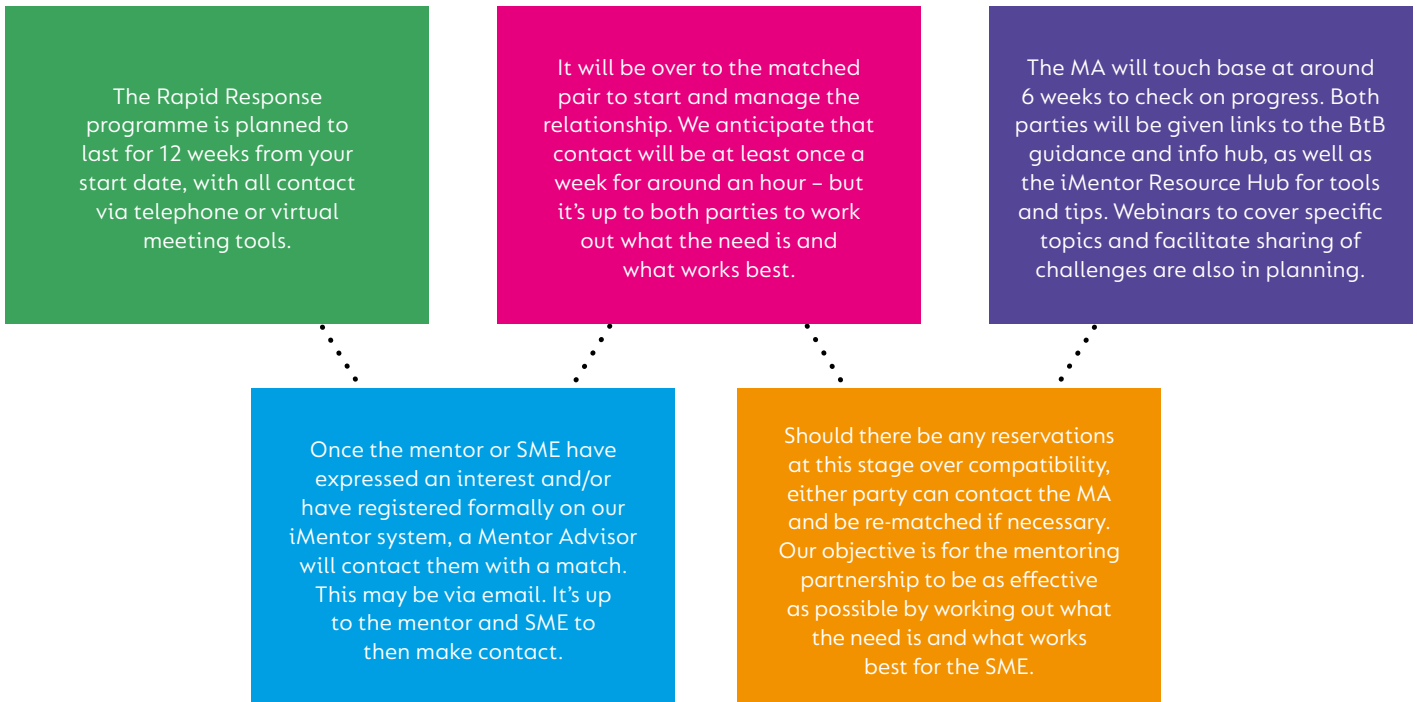 The Rapid Response
programme is planned to
last for 12 weeks from your
start date, with all contact
via telephone or virtual
meeting tools.
Once the mentor or SME have
expressed an interest and/or
have registered formally on our
iMentor system, a Mentor Advisor
will contact them with a match.
This may be via email. It’s up
to the mentor and SME to
then make contact.
It will be over to the matched
pair to start and manage the
relationship. We anticipate that
contact will be at least once a
week for around an hour – but
it’s up to both parties to work
out what the need is and
what works best.
Should there be any reservations
at this stage over compatibility,
either party can contact the MA
and be re-matched if necessary.
Our objective is for the mentoring
partnership to be as effective
as possible by working out what
the need is and what works
best for the SME.
The MA will touch base at around
6 weeks to check on progress. Both
parties will be given links to the BtB
guidance and info hub, as well as
the iMentor Resource Hub for tools
and tips. Webinars to cover specific
topics and facilitate sharing of
challenges are also in planning.